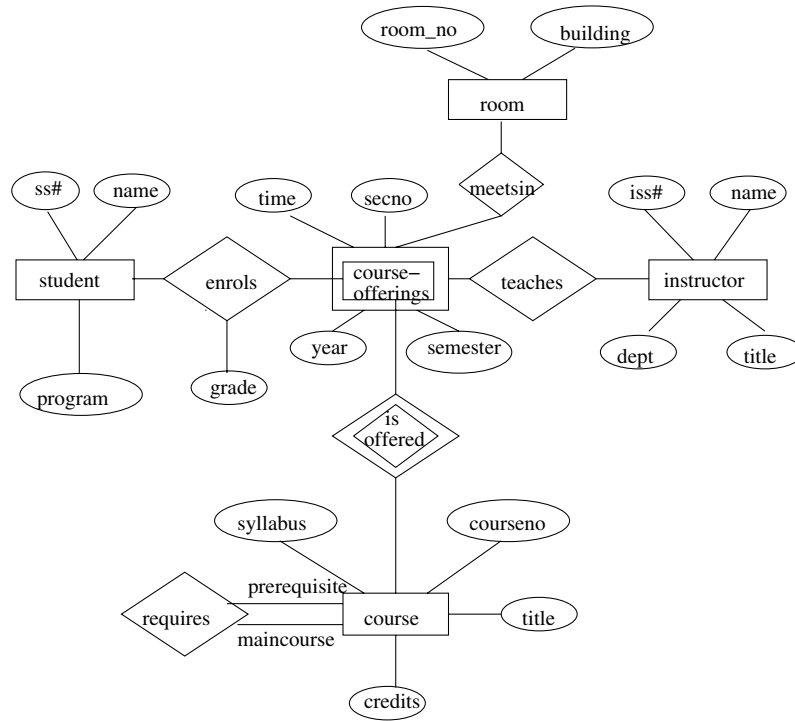 room_no
building
room
ss#
name
time
secno
meetsin
iss#
name
student
enrols
course-
offerings
teaches
instructor
year
semester
dept
title
program
grade
is
offered
syllabus
courseno
prerequisite
requires
course
title
maincourse
credits